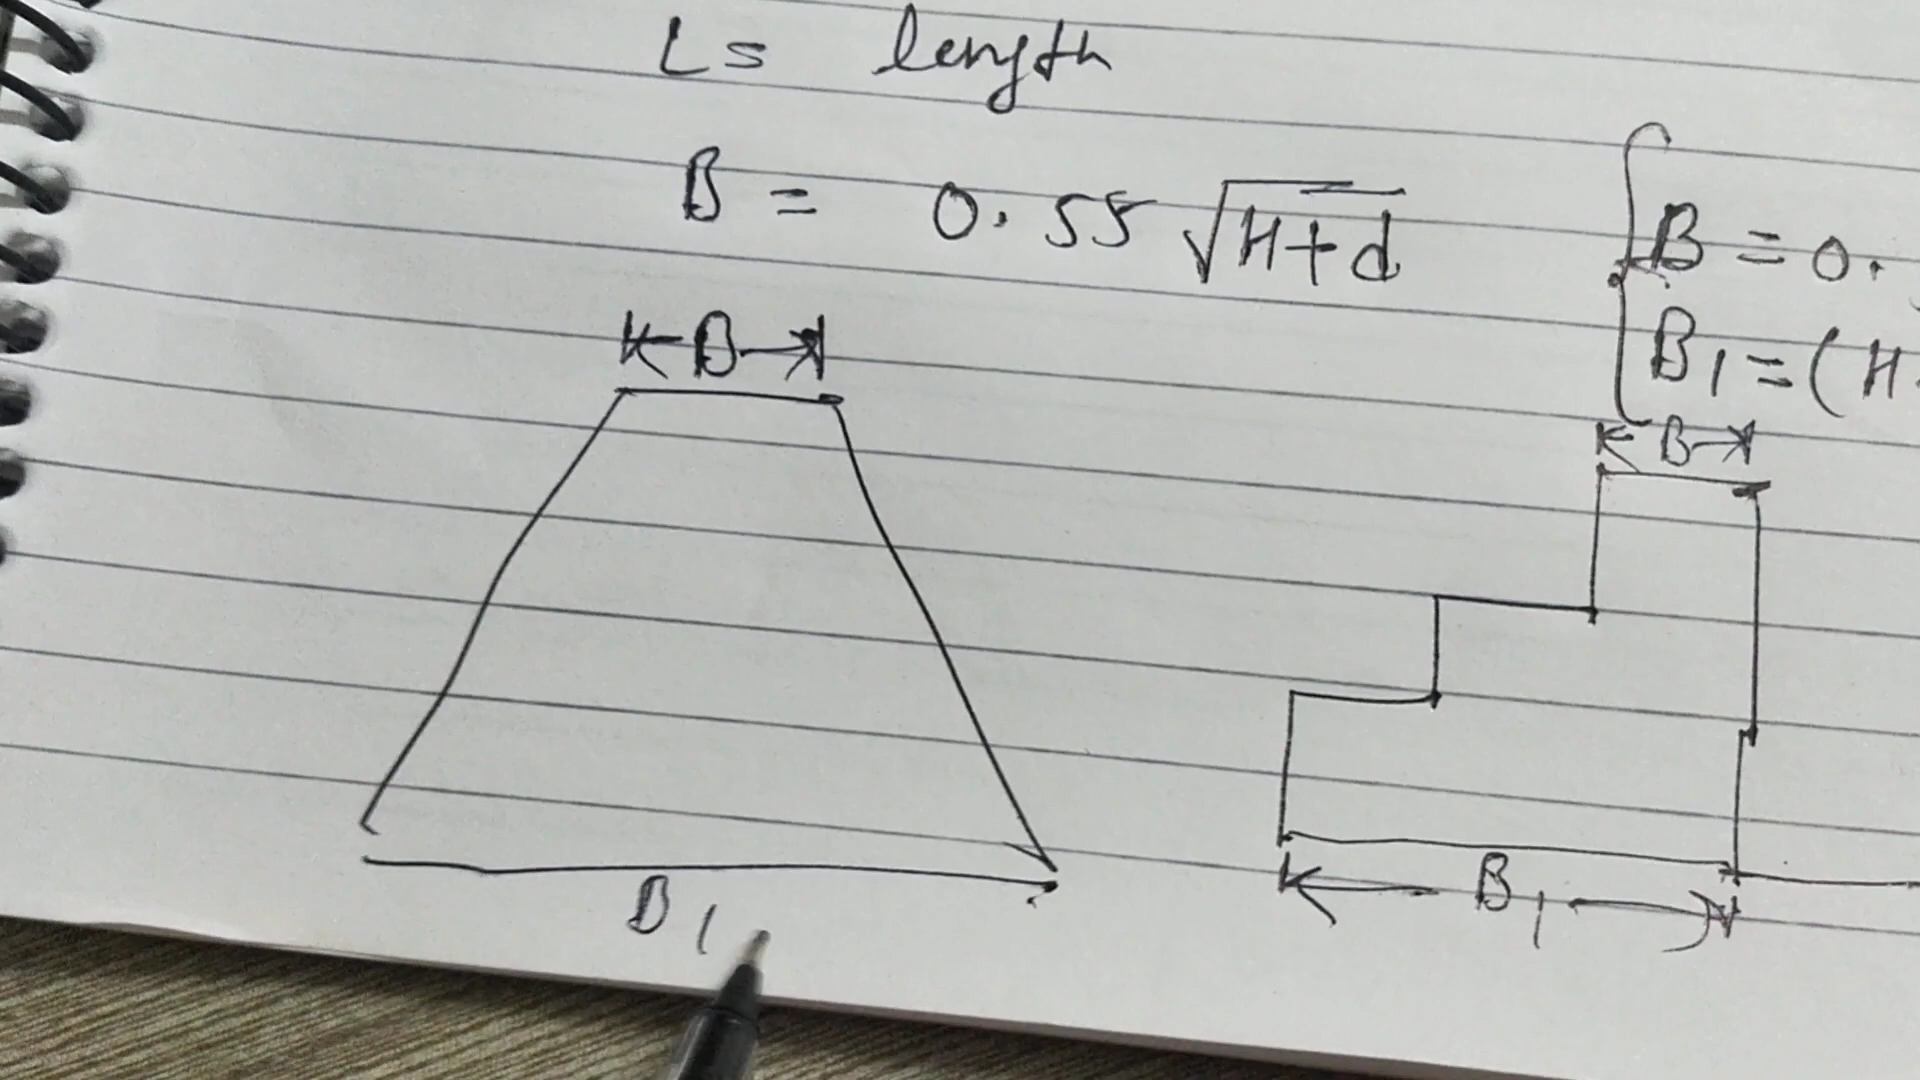 L = length
B = 0.55 √H+d
B = 0.
B1 = (H
B
B
B1
B1